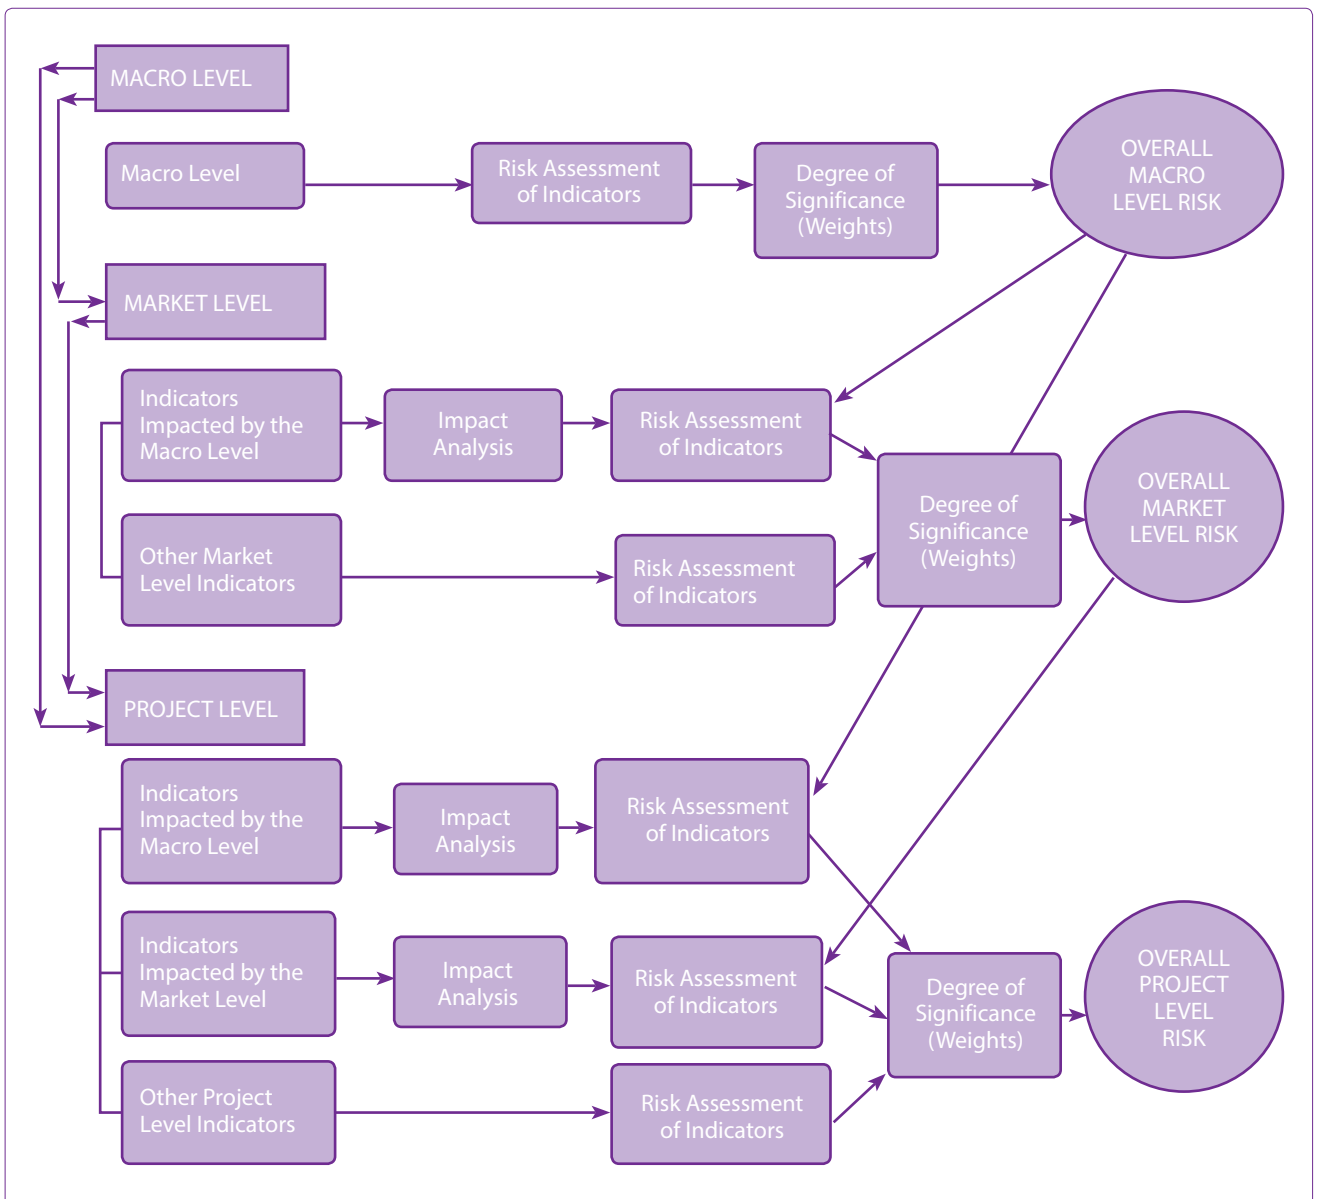 MACRO LEVEL
Macro Level
Risk Assessment
of Indicators
Degree of
Significance
(Weights)
OVERALL
MACRO
LEVEL RISK
MARKET LEVEL
Indicators
Impacted by the
Macro Level
Impact
Analysis
Risk Assessment
of Indicators
Other Market
Level Indicators
Risk Assessment
of Indicators
Degree of
Significance
(Weights)
OVERALL
MARKET
LEVEL RISK
PROJECT LEVEL
Indicators
Impacted by the
Macro Level
Impact
Analysis
Risk Assessment
of Indicators
Indicators
Impacted by the
Market Level
Impact
Analysis
Risk Assessment
of Indicators
Other Project
Level Indicators
Risk Assessment
of Indicators
Degree of
Significance
(Weights)
OVERALL
PROJECT
LEVEL
RISK